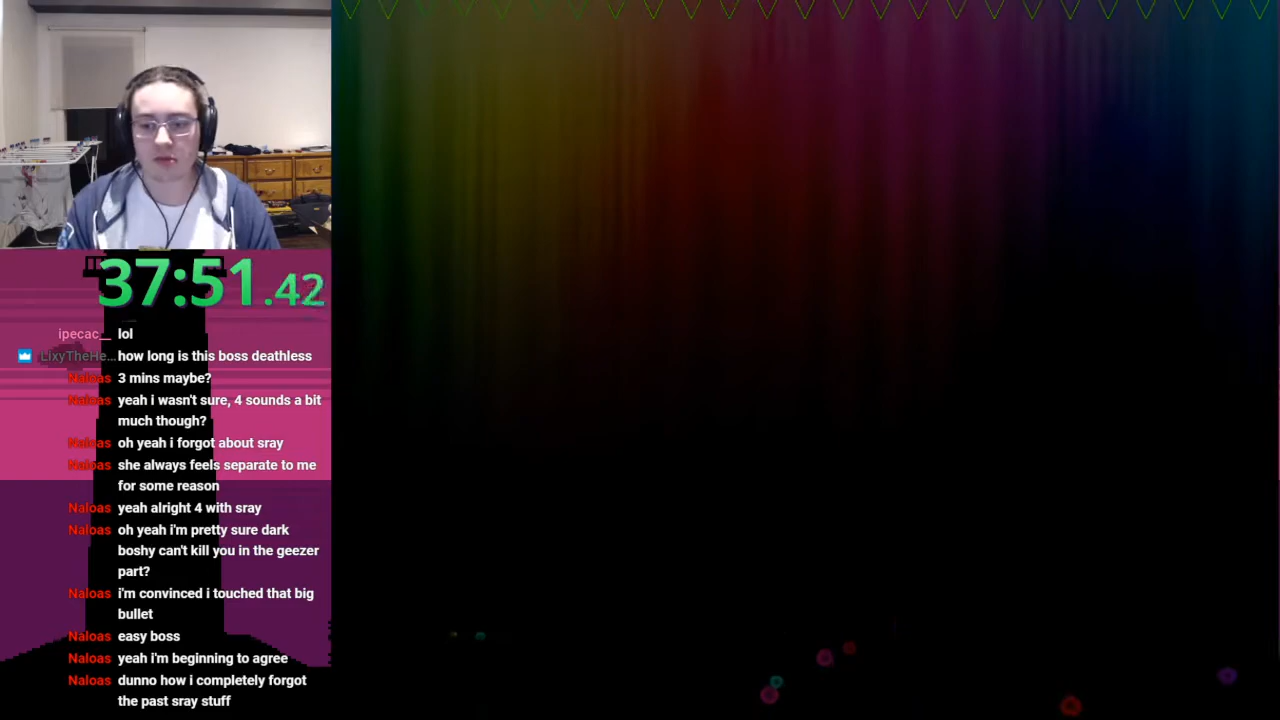 37:51.42
ipecac__ lol
LixyTheHe... how long is this boss deathless
Naloas 3 mins maybe?
Naloas yeah i wasn't sure, 4 sounds a bit
much though?
Naloas oh yeah i forgot about sray
Naloas she always feels separate to me
for some reason
Naloas yeah alright 4 with sray
Naloas oh yeah i'm pretty sure dark
boshy can't kill you in the geezer
part?
Naloas i'm convinced i touched that big
bullet
Naloas easy boss
Naloas yeah i'm beginning to agree
Naloas dunno how i completely forgot
the past sray stuff